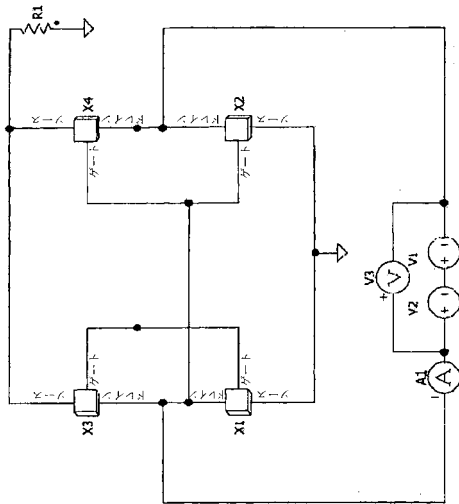 R1
X4
X2
ソース
ドレイン
ドレイン
ソース
ゲート
ゲート
V3
V
+
V1
+
V2
+
A1
A
X3
X1
ソース
ドレイン
ドレイン
ソース
ゲート
ゲート